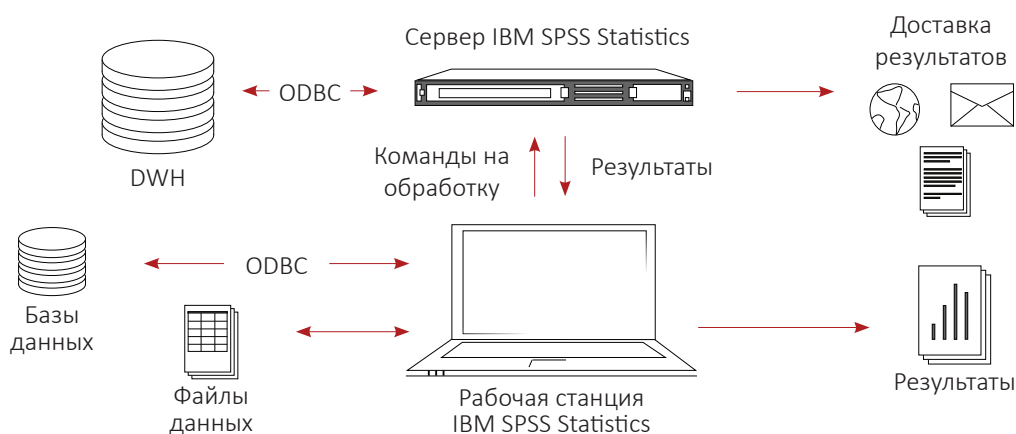 Сервер IBM SPSS Statistics
Доставка
результатов
ODBC
DWH
Команды на
обработку
Результаты
ODBC
Базы
данных
Файлы
данных
Рабочая станция
IBM SPSS Statistics
Результаты